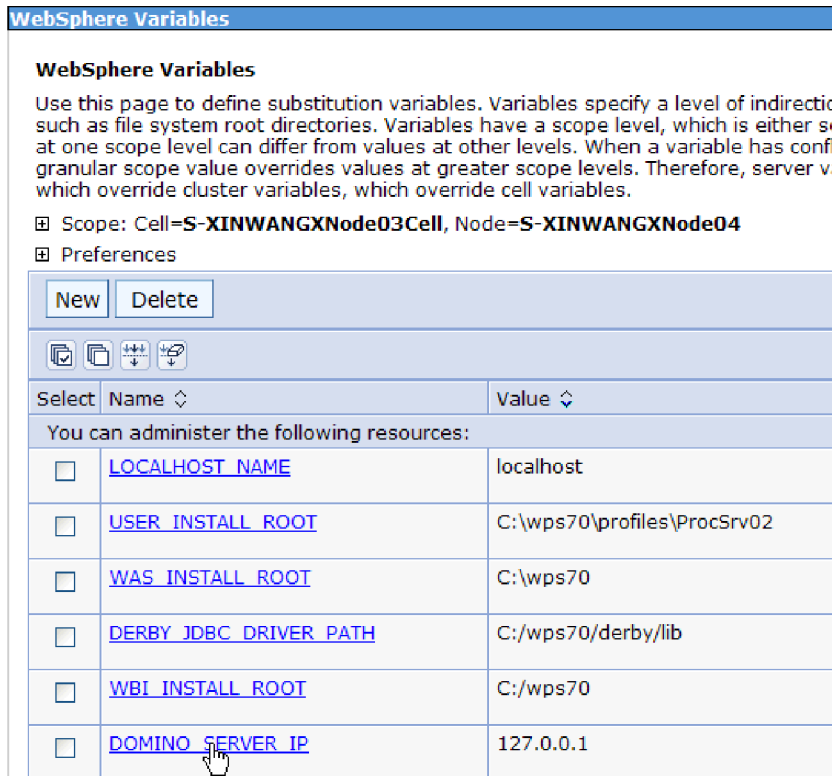 WebSphere Variables
WebSphere Variables
Use this page to define substitution variables. Variables specify a level of
such as file system root directories. Variables have a scope level, which is either
at one scope level can differ from values at other levels. When a variable has
granular scope value overrides values at greater scope levels. Therefore, server
which override cluster variables, which override cell variables.
Scope: Cell=S-XINWANGXNode03Cell, Node=S-XINWANGXNode04
Preferences
New Delete
Select Name Value
You can administer the following resources:
LOCALHOST_NAME localhost
USER_INSTALL_ROOT C:\wps70\profiles\ProcSrv02
WAS_INSTALL_ROOT C:\wps70
DERBY_JDBC_DRIVER_PATH C:/wps70/derby/lib
WBI_INSTALL_ROOT C:/wps70
DOMINO_SERVER_IP 127.0.0.1